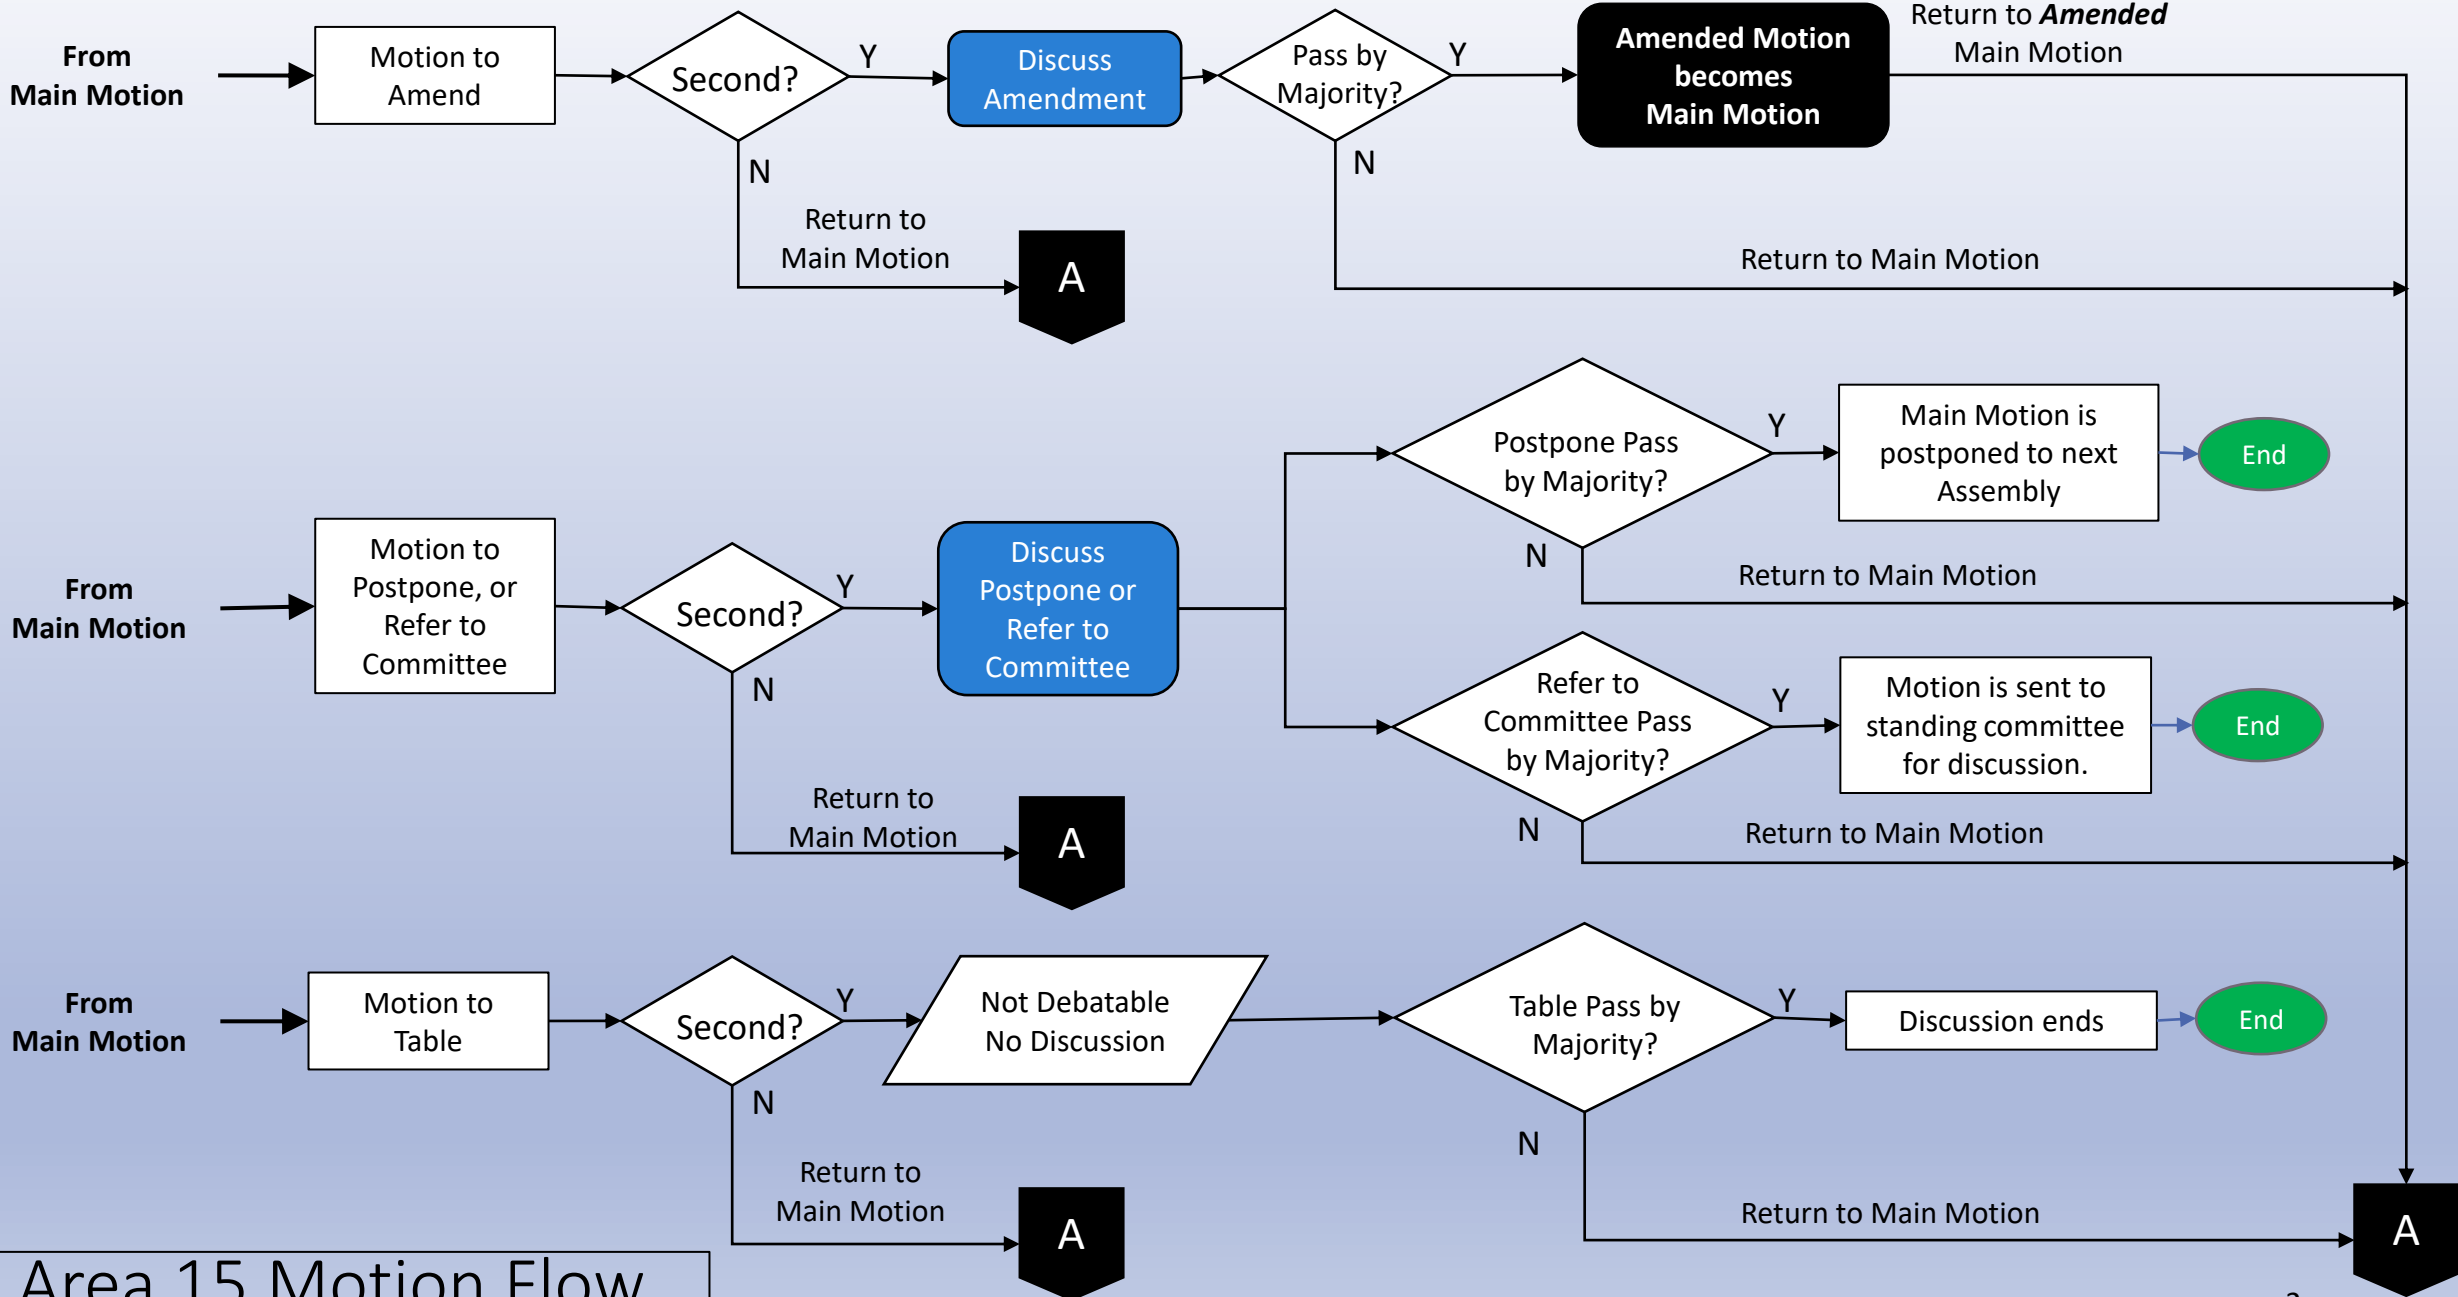 From
Main Motion
Motion to
Amend
Second?
Y
N
Discuss
Amendment
Pass by
Majority?
Y
N
Amended Motion
becomes
Main Motion
Return to Amended
Main Motion
Return to
Main Motion
A
Return to Main Motion
From
Main Motion
Motion to
Postpone, or
Refer to
Committee
Second?
Y
N
Discuss
Postpone or
Refer to
Committee
Postpone Pass
by Majority?
Y
N
Main Motion is
postponed to next
Assembly
End
Return to Main Motion
Refer to
Committee Pass
by Majority?
Y
N
Motion is sent to
standing committee
for discussion.
End
Return to Main Motion
Return to
Main Motion
A
From
Main Motion
Motion to
Table
Second?
Y
N
Not Debatable
No Discussion
Table Pass by
Majority?
Y
N
Discussion ends
End
Return to
Main Motion
A
Return to Main Motion
A
Area 15 Motion Flow